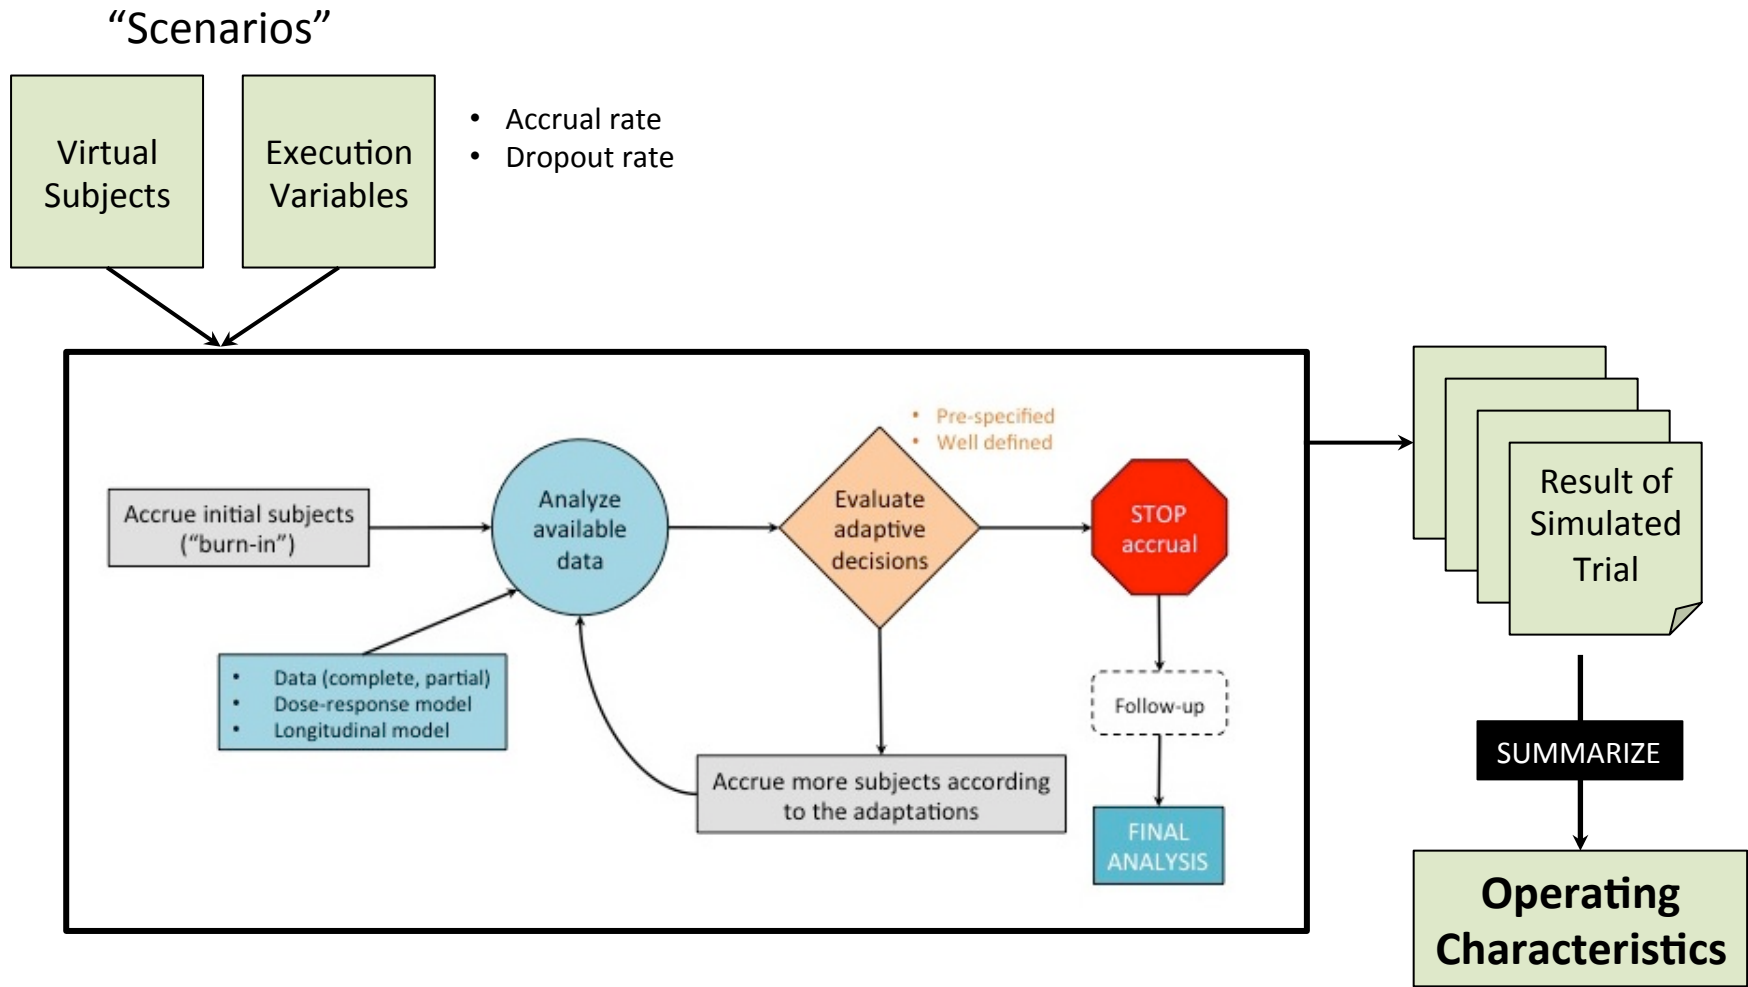 “Scenarios”
Virtual
Subjects
Execution
Variables
• Accrual rate
• Dropout rate
• Pre-specified
• Well defined
Accrue initial subjects
(“burn-in”)
Analyze
available
data
Evaluate
adaptive
decisions
STOP
accrual
• Data (complete, partial)
• Dose-response model
• Longitudinal model
Follow-up
Accrue more subjects according
to the adaptations
FINAL
ANALYSIS
Result of
Simulated
Trial
SUMMARIZE
Operating
Characteristics